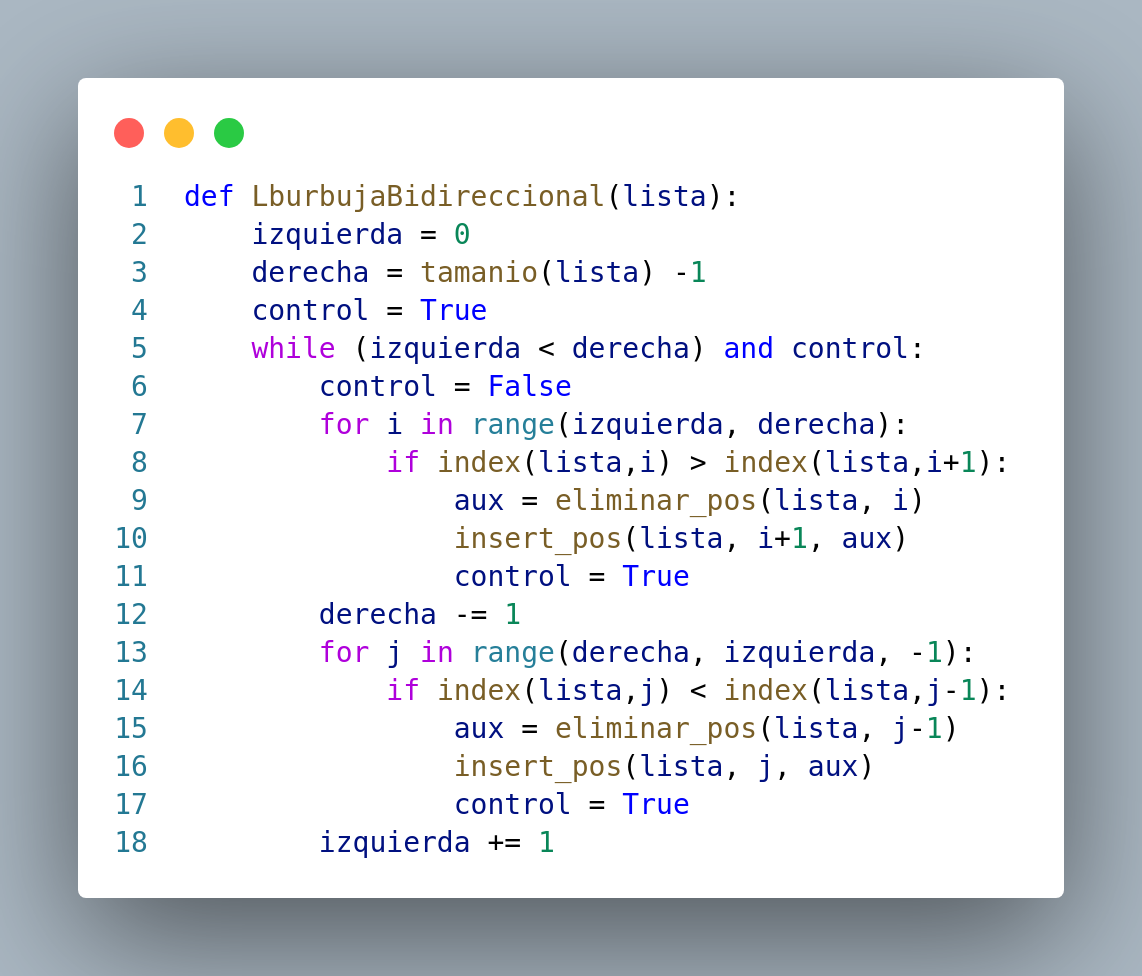 1 def LburbujaBidireccional(lista):
2     izquierda = 0
3     derecha = tamanio(lista) -1
4     control = True
5     while (izquierda < derecha) and control:
6         control = False
7         for i in range(izquierda, derecha):
8             if index(lista,i) > index(lista,i+1):
9                 aux = eliminar_pos(lista, i)
10                 insert_pos(lista, i+1, aux)
11                 control = True
12         derecha -= 1
13         for j in range(derecha, izquierda, -1):
14             if index(lista,j) < index(lista,j-1):
15                 aux = eliminar_pos(lista, j-1)
16                 insert_pos(lista, j, aux)
17                 control = True
18         izquierda += 1